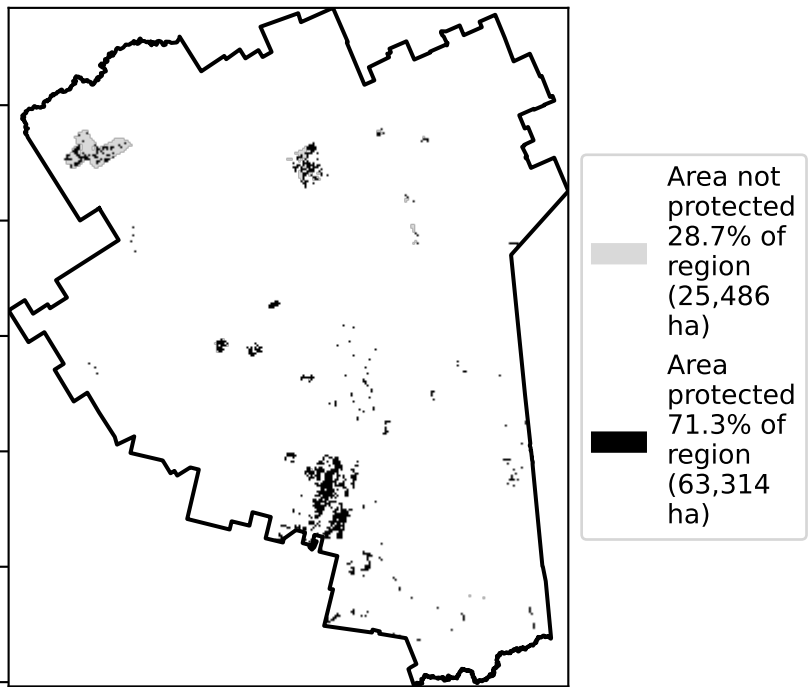 Area not
protected
28.7% of
region
(25,486
ha)
Area
protected
71.3% of
region
(63,314
ha)